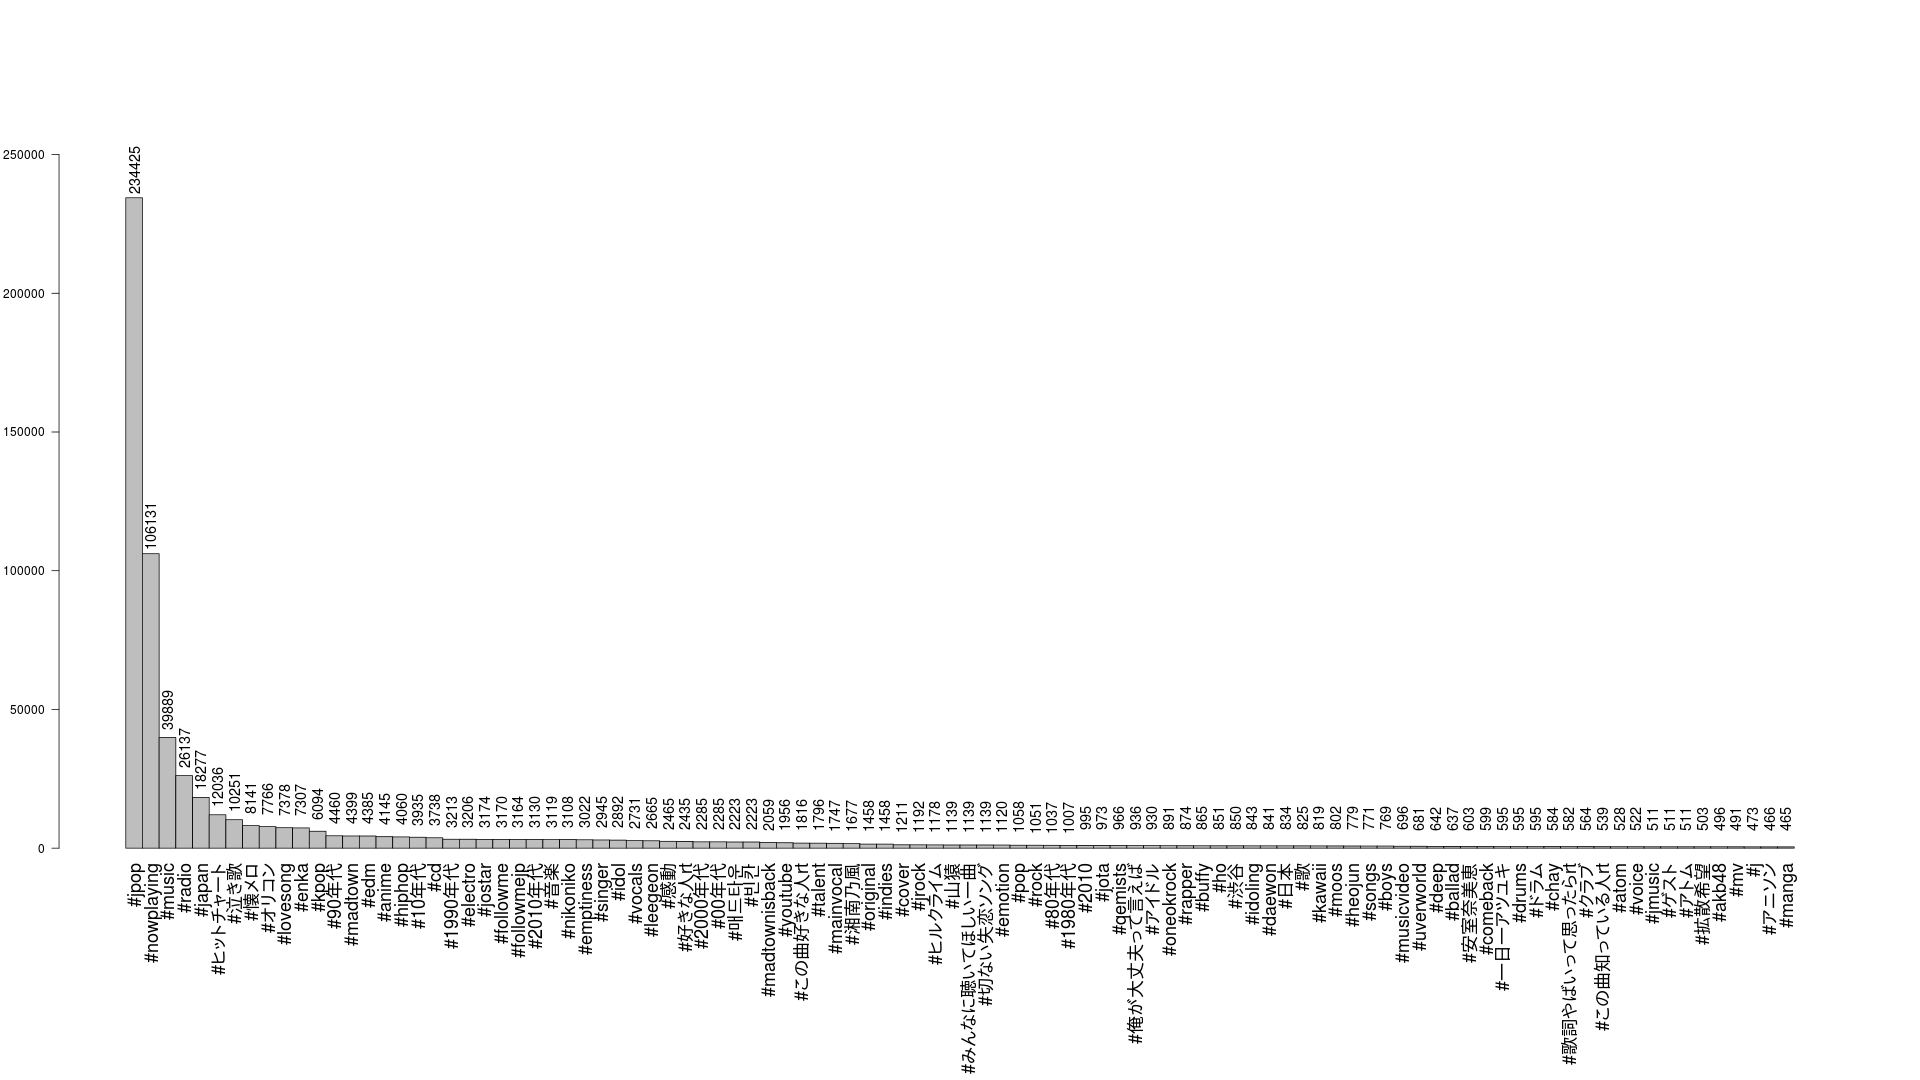 250000
200000
150000
100000
50000
0
234425
106131
39889
26137
18277
12036
10251
8141
7766
7378
7307
6094
4460
4399
4385
4145
4060
3935
3738
3213
3206
3174
3170
3164
3130
3119
3108
3022
2945
2892
2731
2665
2465
2435
2285
2285
2223
2223
2059
1956
1816
1796
1747
1677
1458
1458
1211
1192
1178
1139
1139
1139
1120
1058
1051
1037
1007
995
973
966
936
930
891
874
865
851
850
843
841
834
825
819
802
779
771
769
696
681
642
637
603
599
595
595
595
584
582
564
539
528
522
511
511
511
503
496
491
473
466
465
#jpop
#nowplaying
#music
#radio
#japan
#ヒットチャート
#泣き歌
#懐メロ
#オリコン
#lovesong
#enka
#kpop
#90年代
#madtown
#edm
#anime
#hiphop
#10年代
#cd
#1990年代
#electro
#jostar
#followme
#followmejp
#2010年代
#音楽
#nikoniko
#emptiness
#singer
#idol
#vocals
#leegeon
#感動
#好きな人rt
#2000年代
#00年代
#매드타운
#빈칸
#madtownisback
#youtube
#この曲好きな人rt
#talent
#mainvocal
#湘南乃風
#original
#indies
#cover
#jrock
#ヒルクライム
#山猿
#みんなに聴いてほしい一曲
#切ない失恋ソング
#emotion
#pop
#rock
#80年代
#1980年代
#2010
#jota
#qemists
#俺が大丈夫って言えば
#アイドル
#oneokrock
#rapper
#buffy
#ho
#渋谷
#idoling
#daewon
#日本
#歌
#kawaii
#moos
#heojun
#songs
#boys
#musicvideo
#uverworld
#deep
#ballad
#安室奈美恵
#comeback
#一日一アツユキ
#drums
#ドラム
#chay
#歌詞やばいって思ったらrt
#クラブ
#この曲知っている人rt
#atom
#voice
#jmusic
#ゲスト
#アトム
#拡散希望
#akb48
#mv
#j
#アニソン
#manga